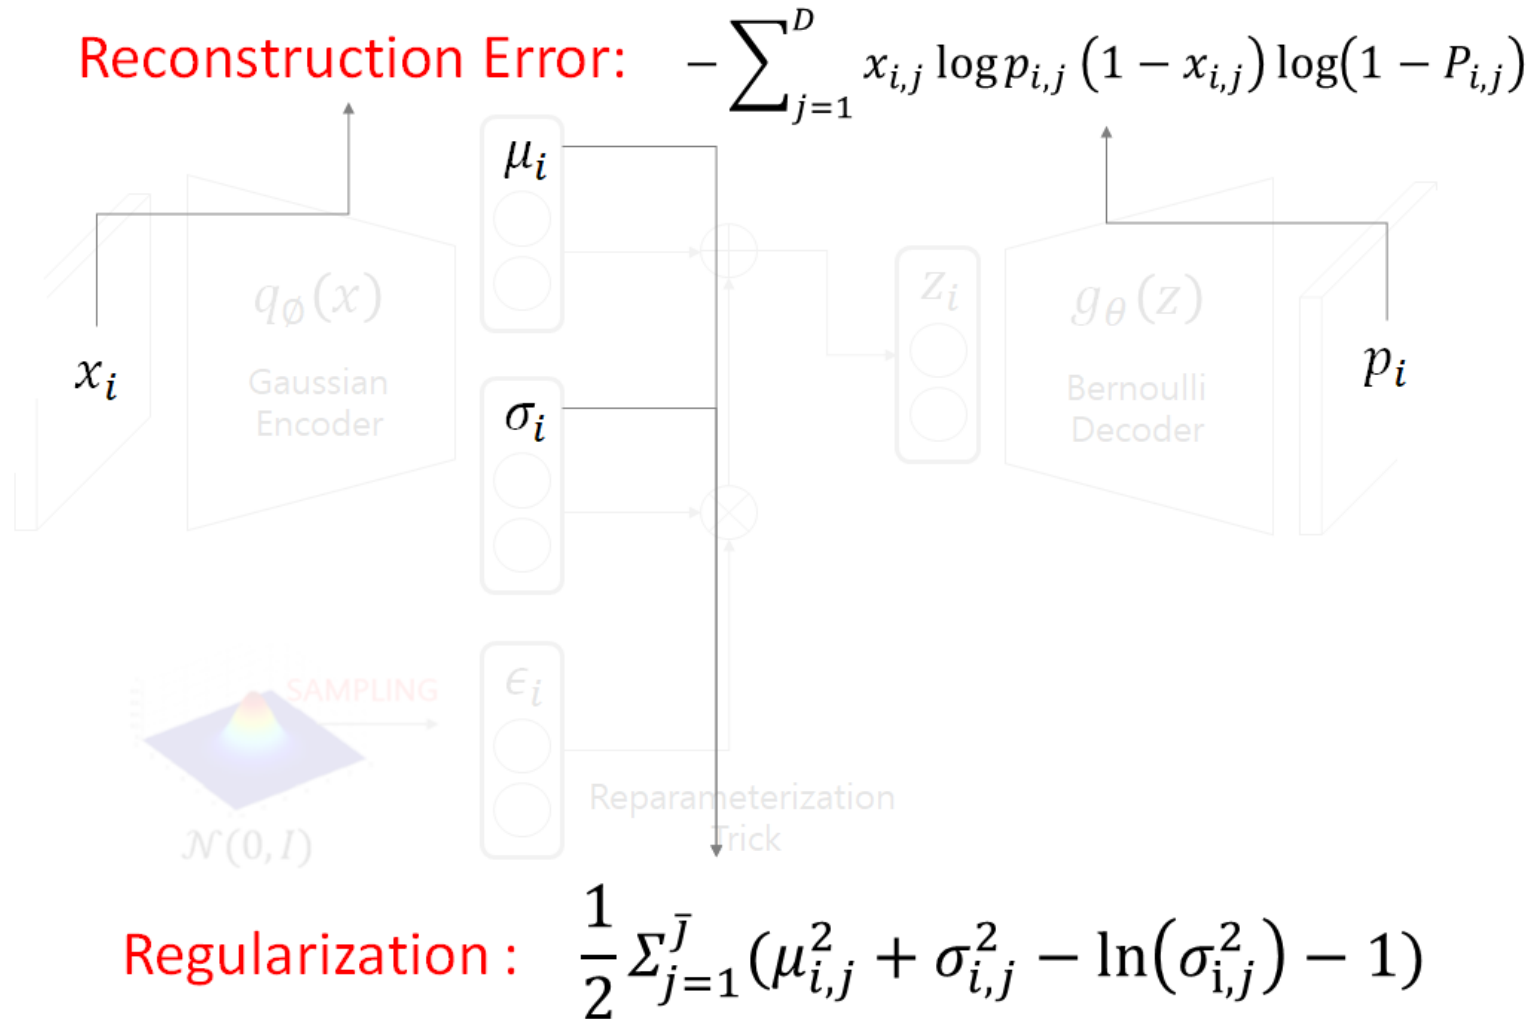 Reconstruction Error: − ∑_{j=1}^{D} x_{i,j} log p_{i,j} (1 − x_{i,j}) log(1 − P_{i,j})
μ_i
x_i
q_∅(x)
Gaussian
Encoder
σ_i
z_i
g_θ(z)
Bernoulli
Decoder
p_i
SAMPLING
ϵ_i
𝒩(0, I)
Reparameterization
Trick
Regularization : 1/2 Σ_{j=1}^{j̄} (μ_{i,j}^2 + σ_{i,j}^2 − ln(σ_{i,j}^2) − 1)